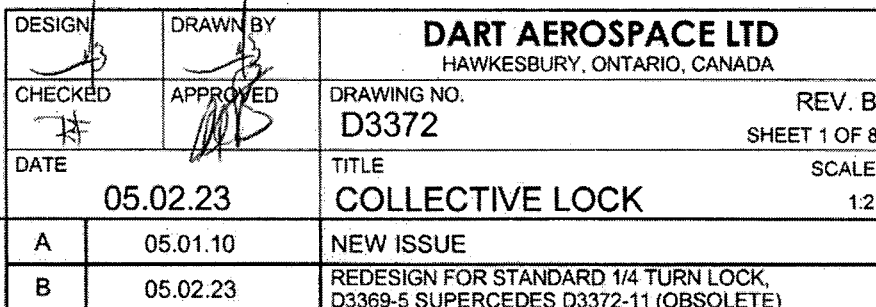 DESIGN DRAWN BY DART AEROSPACE LTD
HAWKESBURY, ONTARIO, CANADA
CHECKED APPROVED DRAWING NO. REV. B
D3372 SHEET 1 OF 8
DATE TITLE SCALE
05.02.23 COLLECTIVE LOCK 1:2
A 05.01.10 NEW ISSUE
B 05.02.23 REDESIGN FOR STANDARD 1/4 TURN LOCK,
D3369-5 SUPERCEDES D3372-11 (OBSOLETE)